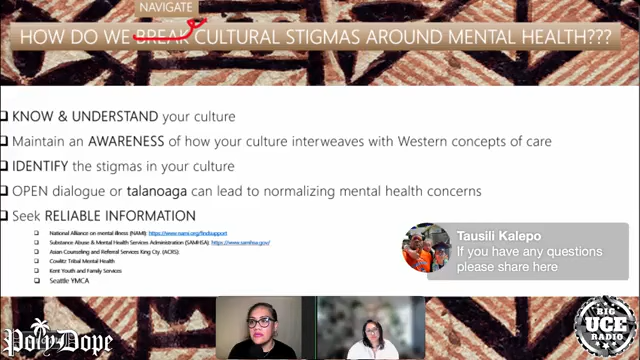 NAVIGATE
HOW DO WE BREAK CULTURAL STIGMAS AROUND MENTAL HEALTH???
KNOW & UNDERSTAND your culture
Maintain an AWARENESS of how your culture interweaves with Western concepts of care
IDENTIFY the stigmas in your culture
OPEN dialogue or talanoaga can lead to normalizing mental health concerns
Seek RELIABLE INFORMATION
National Alliance on mental illness (NAMI): https://www.nami.org/findsupport
Substance Abuse & Mental Health Services Administration (SAMHSA): https://www.samhsa.gov/
Asian Counseling and Referral Services King Cty. (ACRS):
Cowlitz Tribal Mental Health
Kent Youth and Family Services
Seattle YMCA
Tausili Kalepo
If you have any questions
please share here
PolyDope
BIG
UCE
RADIO